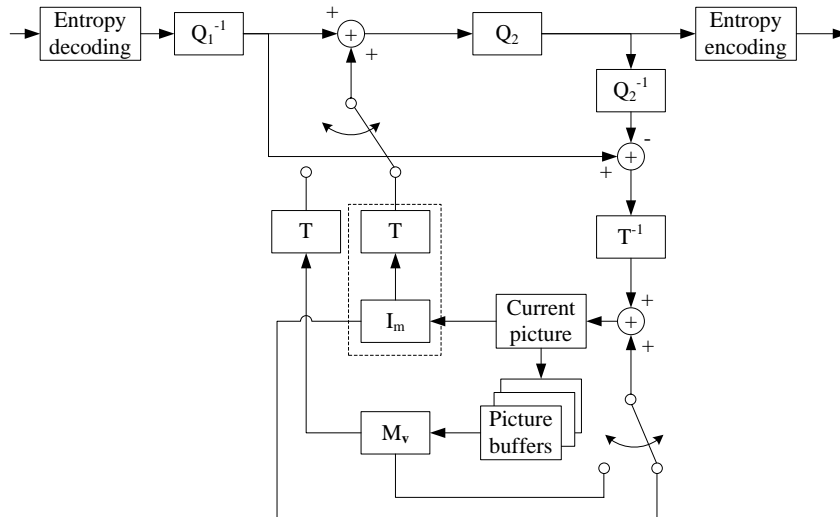 Entropy
decoding
Q₁⁻¹
+
+
+
Q₂
Entropy
encoding
Q₂⁻¹
-
+
+
T⁻¹
T
T
Iₘ
Current
picture
+
+
+
Mᵥ
Picture
buffers